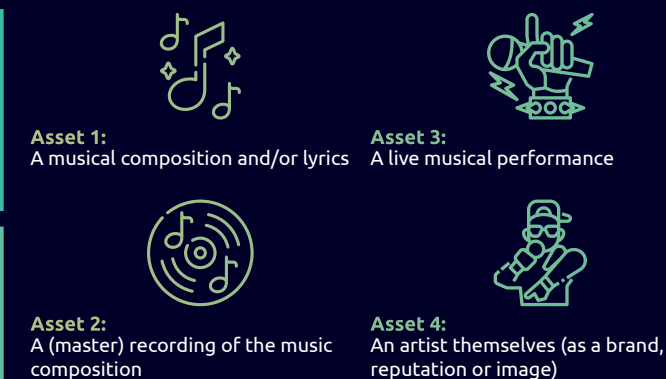 Asset 1:
A musical composition and/or lyrics
Asset 2:
A (master) recording of the music
composition
Asset 3:
A live musical performance
Asset 4:
An artist themselves (as a brand,
reputation or image)